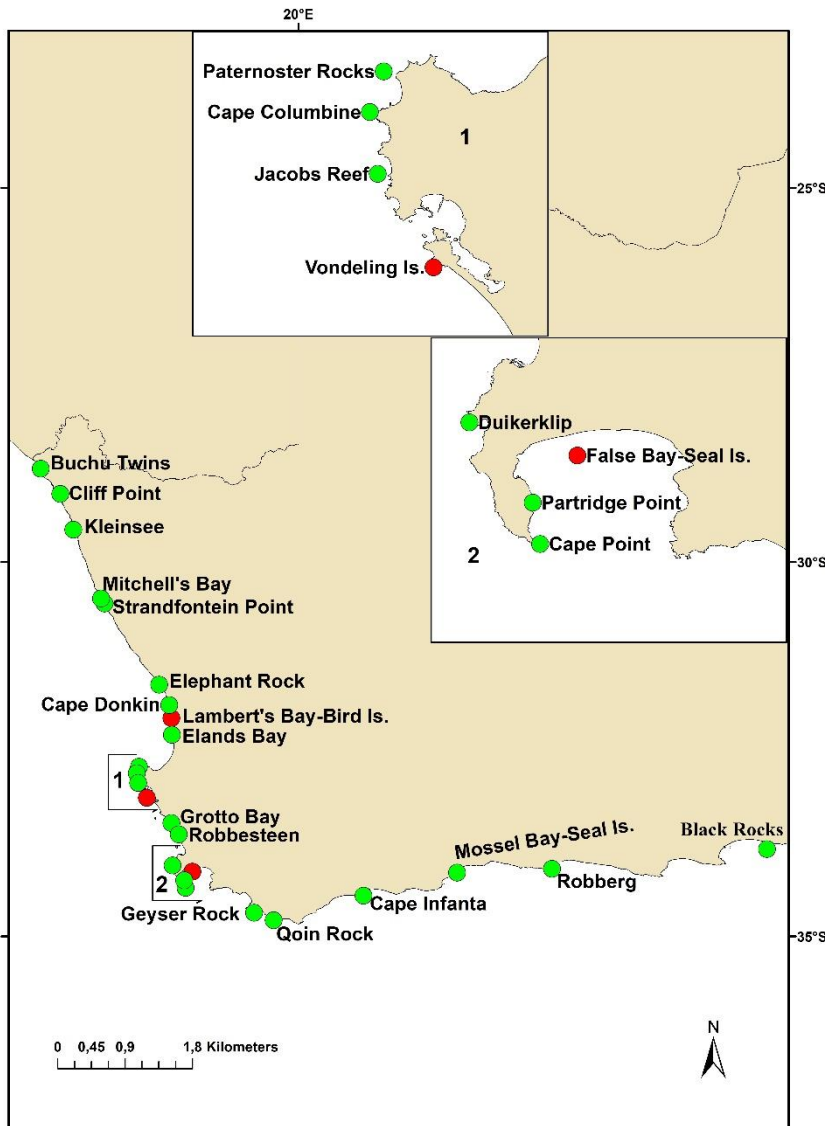 20°E
Paternoster Rocks
Cape Columbine
1
Jacobs Reef
25°S
Vondeling Is.
Duikerklip
False Bay-Seal Is.
Partridge Point
Cape Point
2
Buchu Twins
Cliff Point
Kleinsee
30°S
Mitchell's Bay
Strandfontein Point
Elephant Rock
Cape Donkin
Lambert's Bay-Bird Is.
Elands Bay
1
Grotto Bay
Robbesteen
Mossel Bay-Seal Is.
Black Rocks
2
Robberg
Cape Infanta
Geyser Rock
Qoin Rock
35°S
N
0 0,45 0,9 1,8 Kilometers